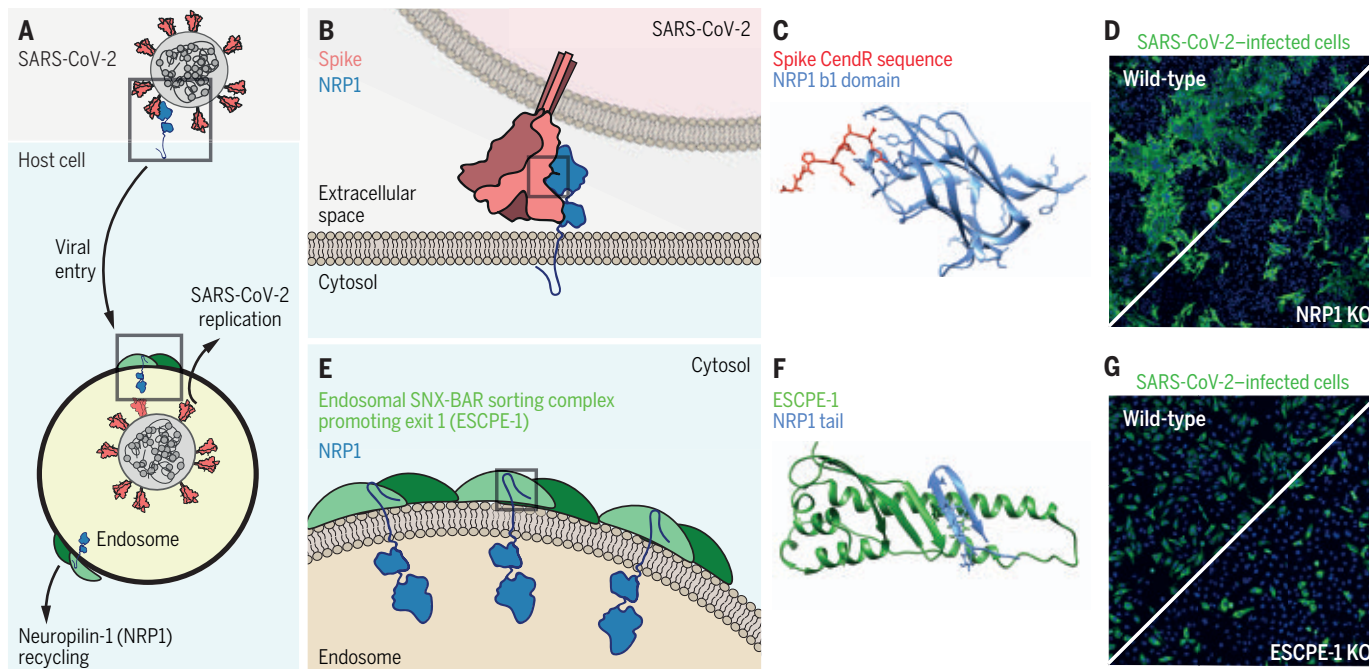 A
SARS-CoV-2
Host cell
Viral
entry
SARS-CoV-2
replication
Endosome
Neuropilin-1 (NRP1)
recycling
B
SARS-CoV-2
Spike
NRP1
Extracellular
space
Cytosol
C
Spike CendR sequence
NRP1 b1 domain
D
SARS-CoV-2–infected cells
Wild-type
NRP1 KO
E
Cytosol
Endosomal SNX-BAR sorting complex
promoting exit 1 (ESCPE-1)
NRP1
Endosome
F
ESCPE-1
NRP1 tail
G
SARS-CoV-2–infected cells
Wild-type
ESCPE-1 KO